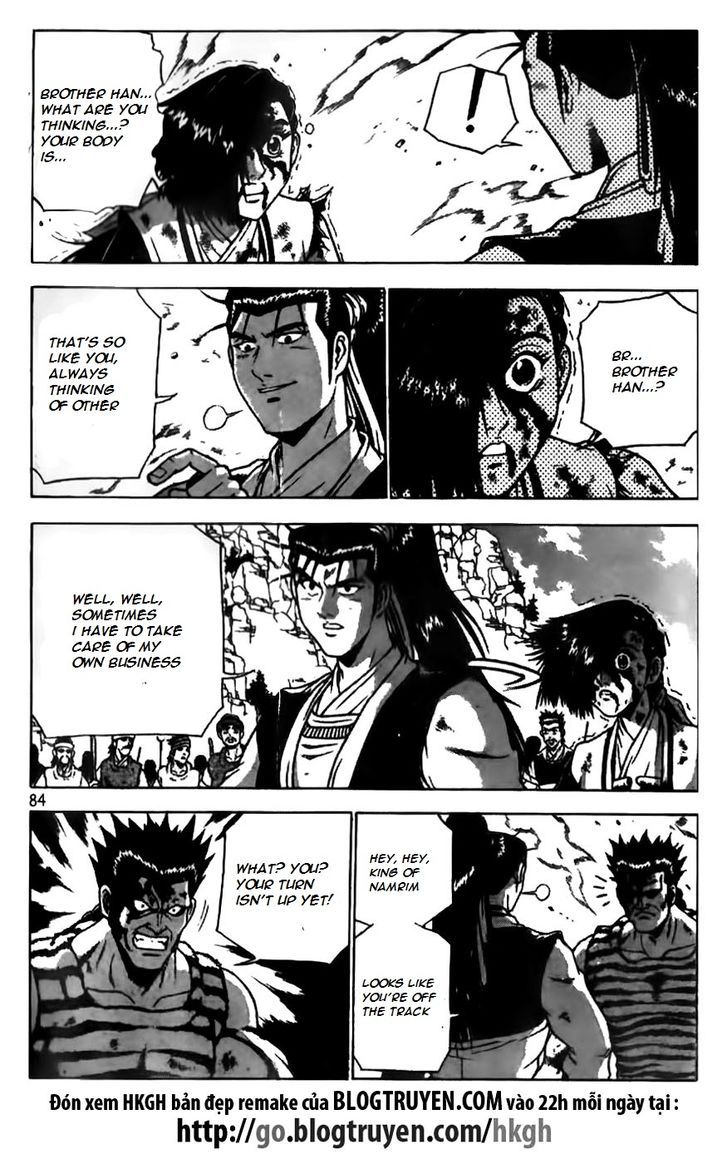 BROTHER HAN...
WHAT ARE YOU
THINKING...?
YOUR BODY
IS...
!
THAT'S SO
LIKE YOU,
ALWAYS
THINKING
OF OTHER
BR...
BROTHER
HAN...?
WELL, WELL,
SOMETIMES
I HAVE TO TAKE
CARE OF MY
OWN BUSINESS
84
WHAT? YOU?
YOUR TURN
ISN'T UP YET!
HEY, HEY,
KING OF
NAMRIM
LOOKS LIKE
YOU'RE OFF
THE TRACK
Đón xem HKGH bản đẹp remake của BLOGTRUYEN.COM vào 22h mỗi ngày tại :
http://go.blogtruyen.com/hkgh